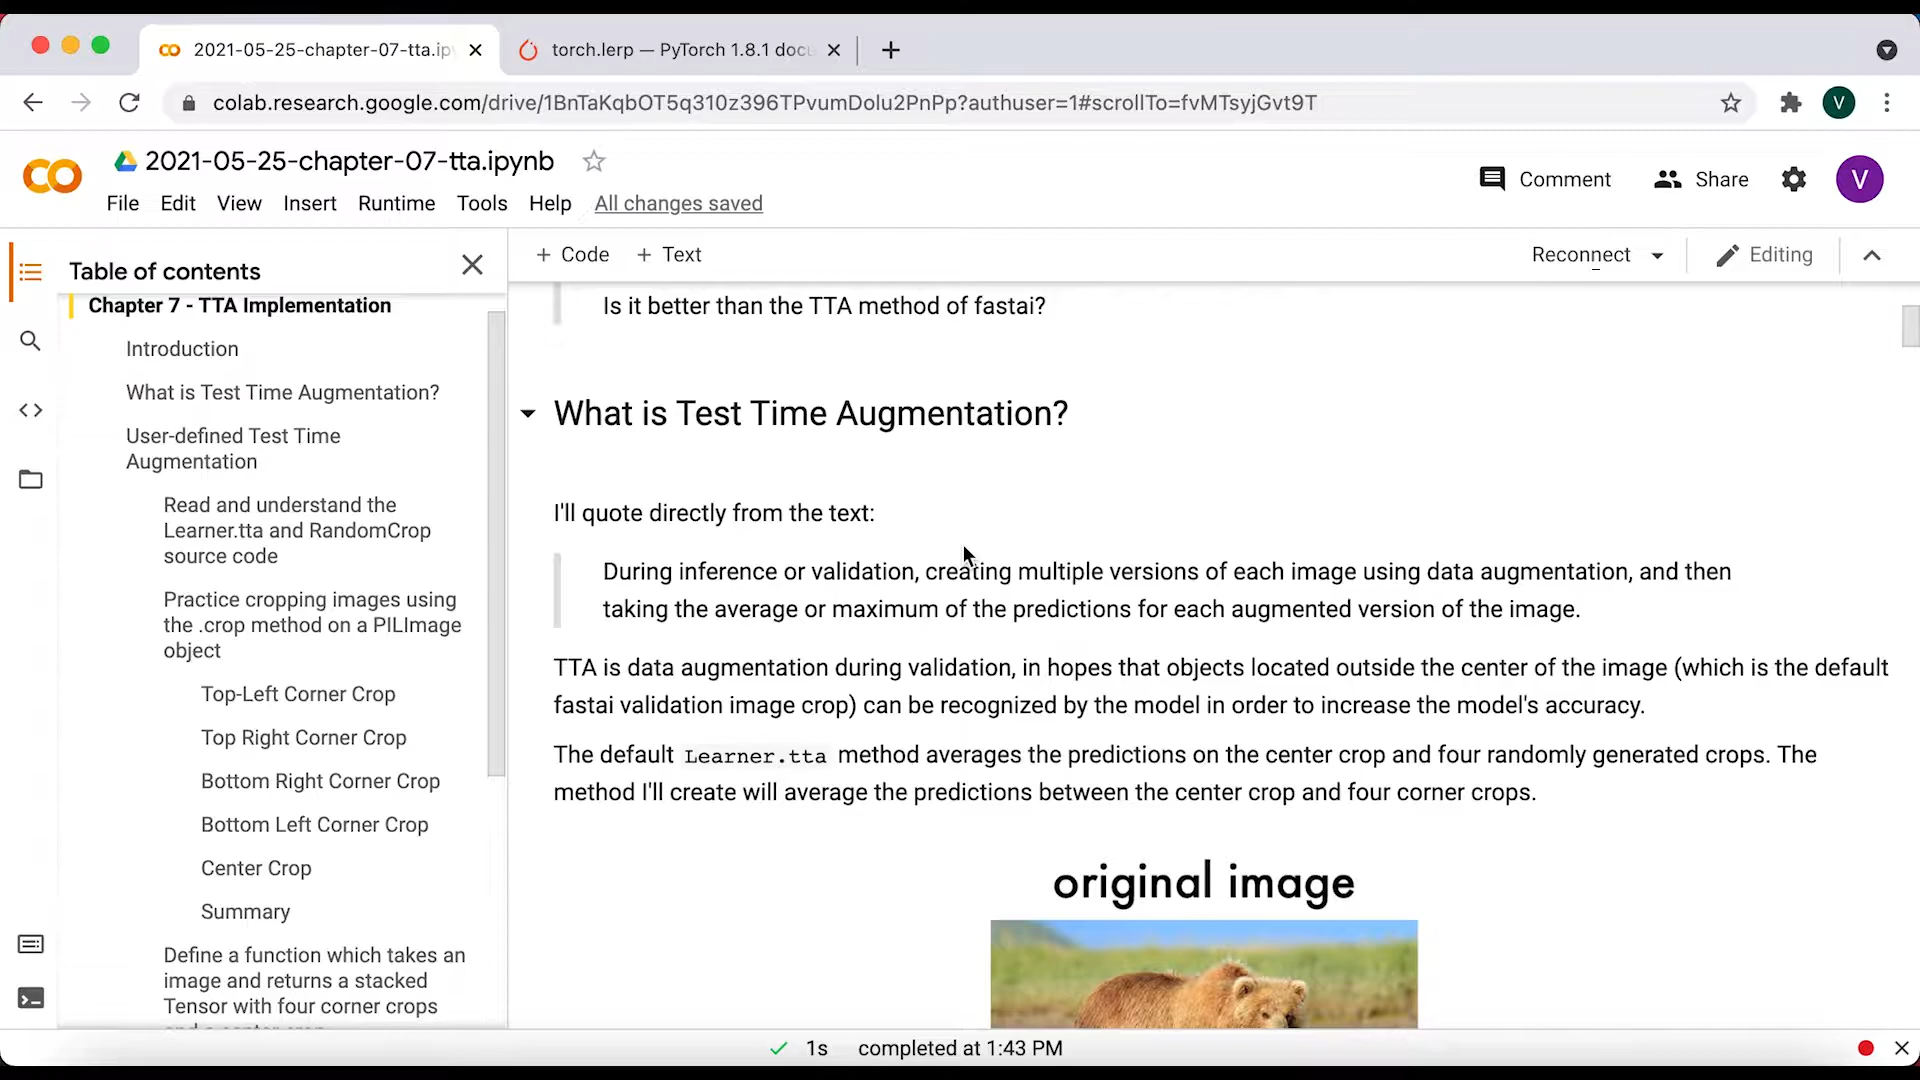 2021-05-25-chapter-07-tta.ip
torch.lerp — PyTorch 1.8.1 docu
colab.research.google.com/drive/1BnTaKqbOT5q310z396TPvumDolu2PnPp?authuser=1#scrollTo=fvMTsyjGvt9T
V
2021-05-25-chapter-07-tta.ipynb
Comment
Share
V
File Edit View Insert Runtime Tools Help All changes saved
Table of contents
+ Code + Text
Reconnect
Editing
Chapter 7 - TTA Implementation
Introduction
What is Test Time Augmentation?
User-defined Test Time
Augmentation
Read and understand the
Learner.tta and RandomCrop
source code
Practice cropping images using
the .crop method on a PILImage
object
Top-Left Corner Crop
Top Right Corner Crop
Bottom Right Corner Crop
Bottom Left Corner Crop
Center Crop
Summary
Define a function which takes an
image and returns a stacked
Tensor with four corner crops
and a center crop
Is it better than the TTA method of fastai?
What is Test Time Augmentation?
I'll quote directly from the text:
During inference or validation, creating multiple versions of each image using data augmentation, and then
taking the average or maximum of the predictions for each augmented version of the image.
TTA is data augmentation during validation, in hopes that objects located outside the center of the image (which is the default
fastai validation image crop) can be recognized by the model in order to increase the model's accuracy.
The default Learner.tta method averages the predictions on the center crop and four randomly generated crops. The
method I'll create will average the predictions between the center crop and four corner crops.
original image
1s completed at 1:43 PM